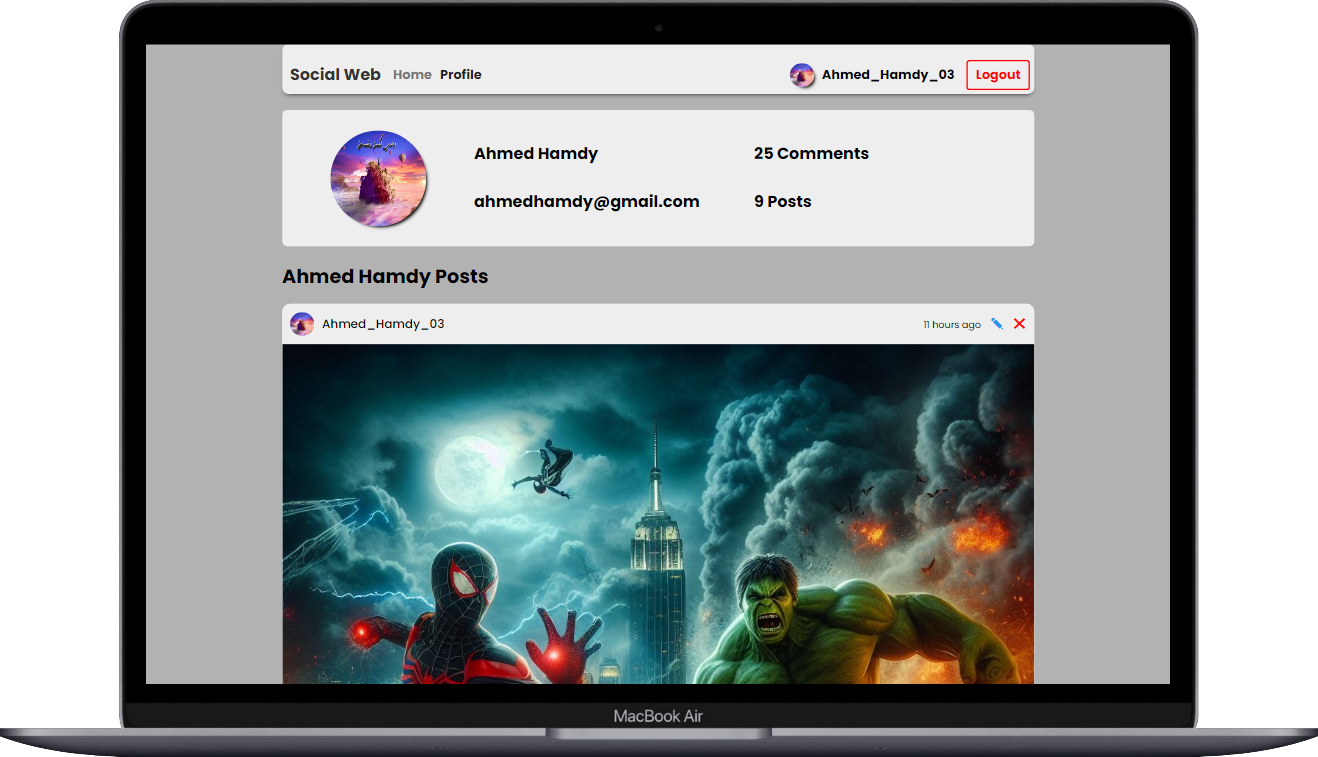 Social Web Home Profile Ahmed_Hamdy_03 Logout
Ahmed Hamdy 25 Comments
ahmedhamdy@gmail.com 9 Posts
Ahmed Hamdy Posts
Ahmed_Hamdy_03 11 hours ago
MacBook Air